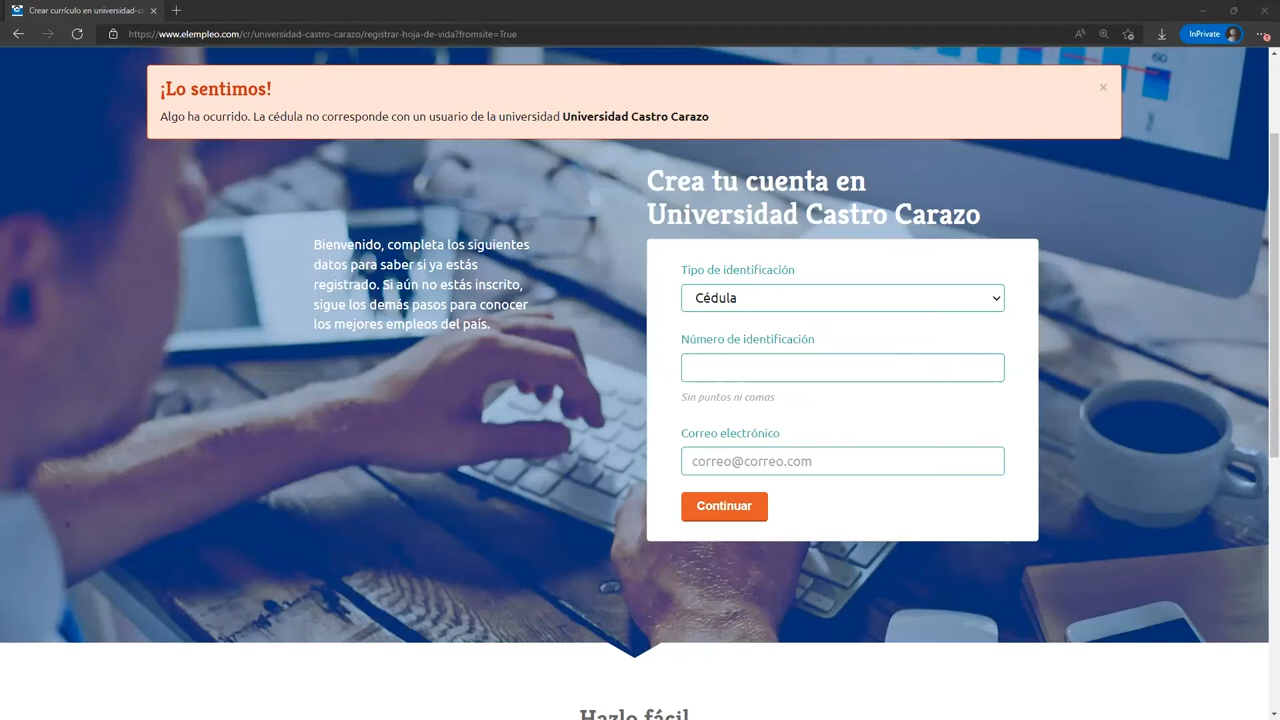 Crear currículo en universidad-ca
https://www.elempleo.com/cr/universidad-castro-carazo/registrar-hoja-de-vida?fromsite=True
InPrivate
¡Lo sentimos!
Algo ha ocurrido. La cédula no corresponde con un usuario de la universidad Universidad Castro Carazo
Crea tu cuenta en
Universidad Castro Carazo
Bienvenido, completa los siguientes
datos para saber si ya estás
registrado. Si aún no estás inscrito,
sigue los demás pasos para conocer
los mejores empleos del país.
Tipo de identificación
Cédula
Número de identificación
Sin puntos ni comas
Correo electrónico
correo@correo.com
Continuar
Hazlo fácil